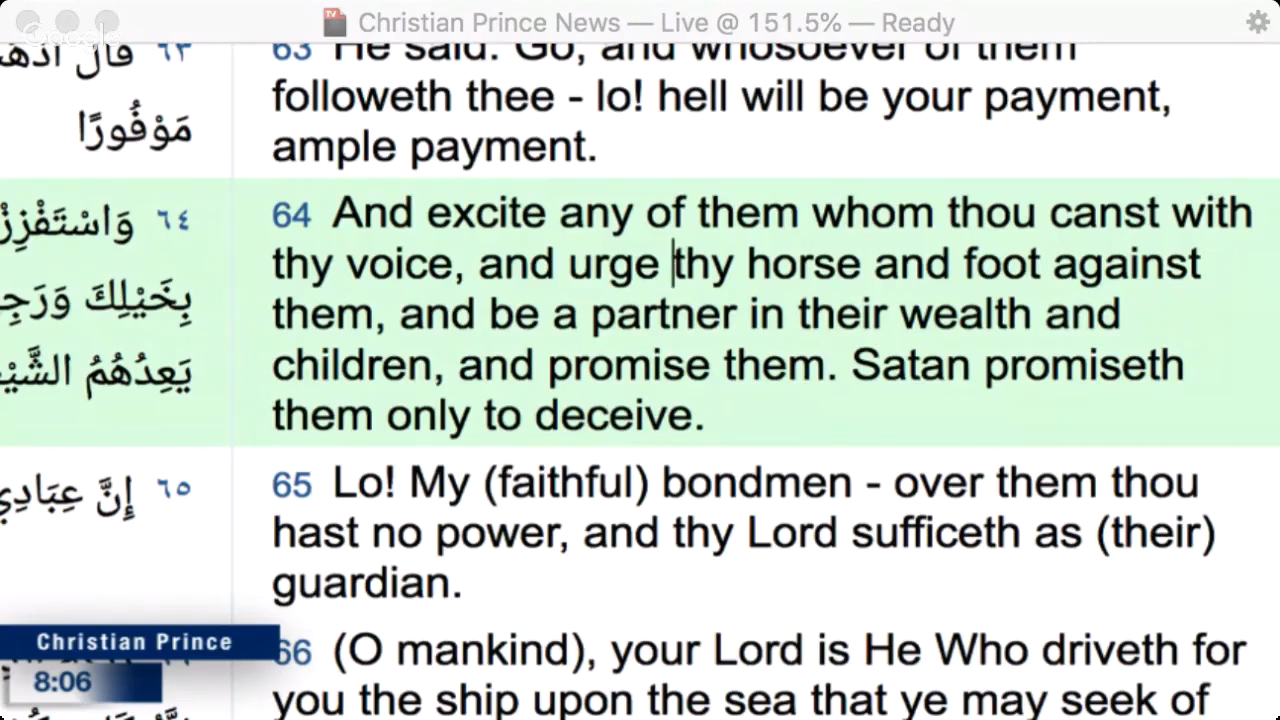 Christian Prince News — Live @ 151.5% — Ready
Google
63 He said: Go, and whosoever of them
followeth thee - lo! hell will be your payment,
ample payment.
٦٣ قَالَ
مَوْفُورًا
64 And excite any of them whom thou canst with
thy voice, and urge thy horse and foot against
them, and be a partner in their wealth and
children, and promise them. Satan promiseth
them only to deceive.
٦٤ وَاسْتَفْزِزْ
بِخَيْلِكَ
يَعِدُهُمُ
65 Lo! My (faithful) bondmen - over them thou
hast no power, and thy Lord sufficeth as (their)
guardian.
٦٥ إِنَّ
66 (O mankind), your Lord is He Who driveth for
you the ship upon the sea that ye may seek of
Christian Prince
8:06